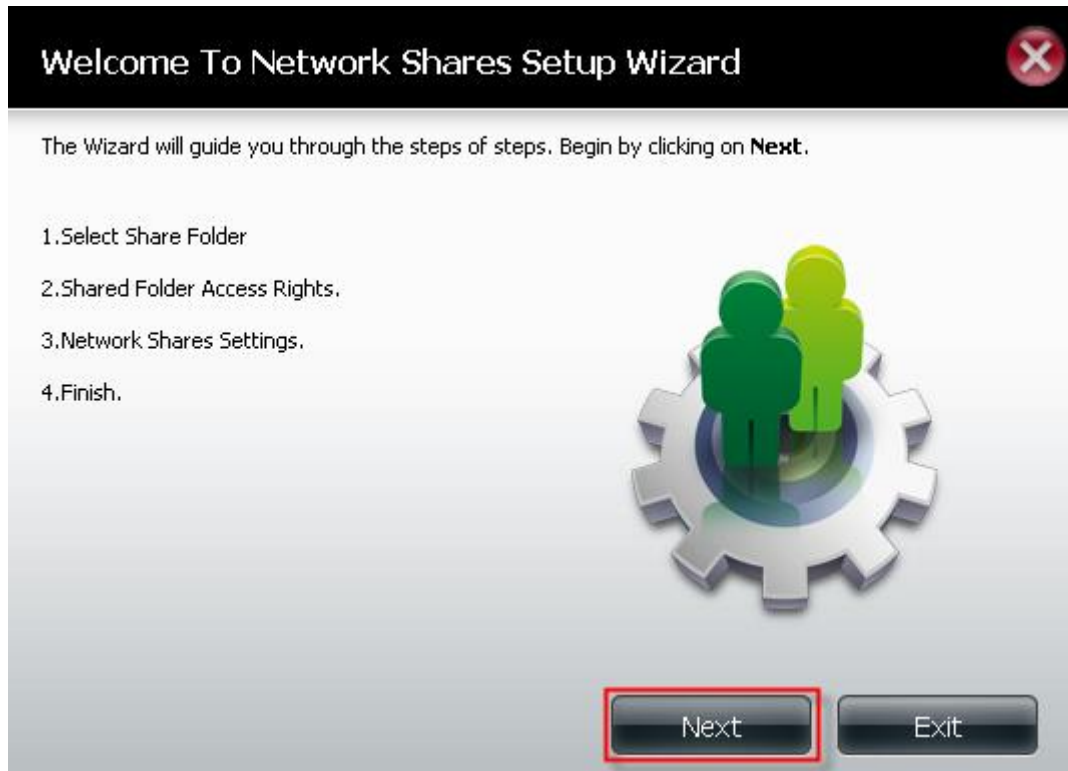 Welcome To Network Shares Setup Wizard
The Wizard will guide you through the steps of steps. Begin by clicking on Next.
1.Select Share Folder
2.Shared Folder Access Rights.
3.Network Shares Settings.
4.Finish.
Next Exit